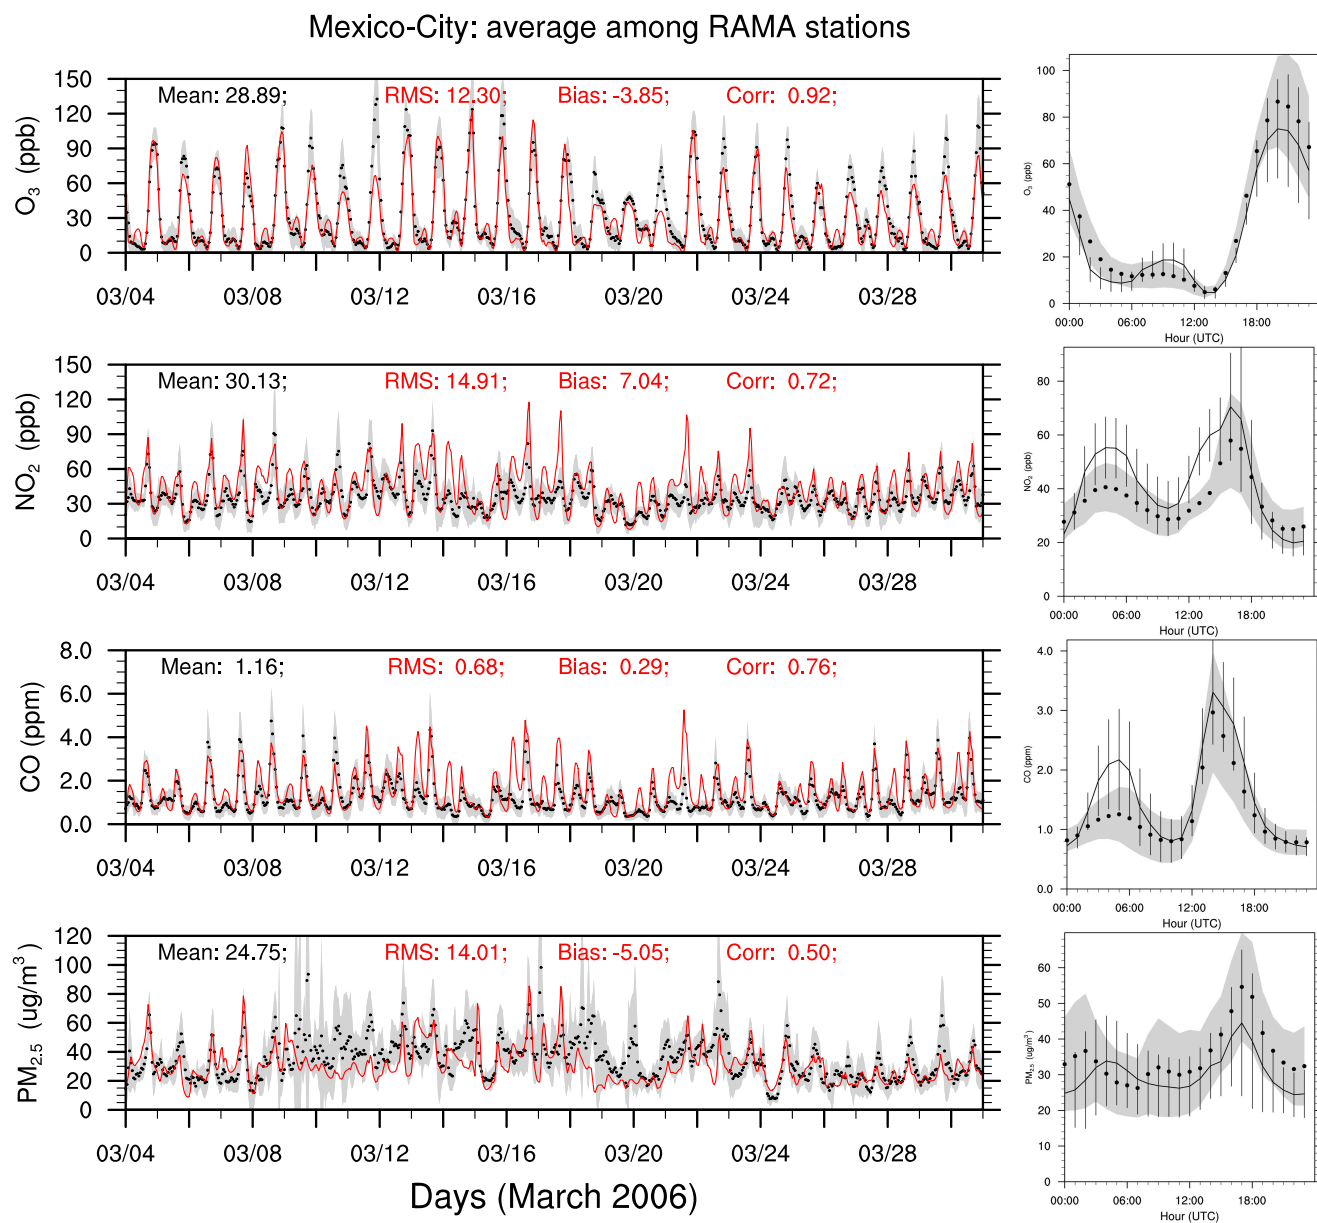 Mexico-City: average among RAMA stations
Mean: 28.89; RMS: 12.30; Bias: -3.85; Corr: 0.92;
O3 (ppb)
150
120
90
60
30
0
03/04 03/08 03/12 03/16 03/20 03/24 03/28
O3 (ppb)
100
80
60
40
20
0
00:00 06:00 12:00 18:00
Hour (UTC)
Mean: 30.13; RMS: 14.91; Bias: 7.04; Corr: 0.72;
NO2 (ppb)
150
120
90
60
30
0
03/04 03/08 03/12 03/16 03/20 03/24 03/28
NO2 (ppb)
80
60
40
20
0
00:00 06:00 12:00 18:00
Hour (UTC)
Mean: 1.16; RMS: 0.68; Bias: 0.29; Corr: 0.76;
CO (ppm)
8.0
6.0
4.0
2.0
0.0
03/04 03/08 03/12 03/16 03/20 03/24 03/28
CO (ppm)
4.0
3.0
2.0
1.0
0.0
00:00 06:00 12:00 18:00
Hour (UTC)
Mean: 24.75; RMS: 14.01; Bias: -5.05; Corr: 0.50;
PM2.5 (ug/m3)
120
100
80
60
40
20
0
03/04 03/08 03/12 03/16 03/20 03/24 03/28
Days (March 2006)
PM2.5 (ug/m3)
60
50
40
30
20
10
0
00:00 06:00 12:00 18:00
Hour (UTC)